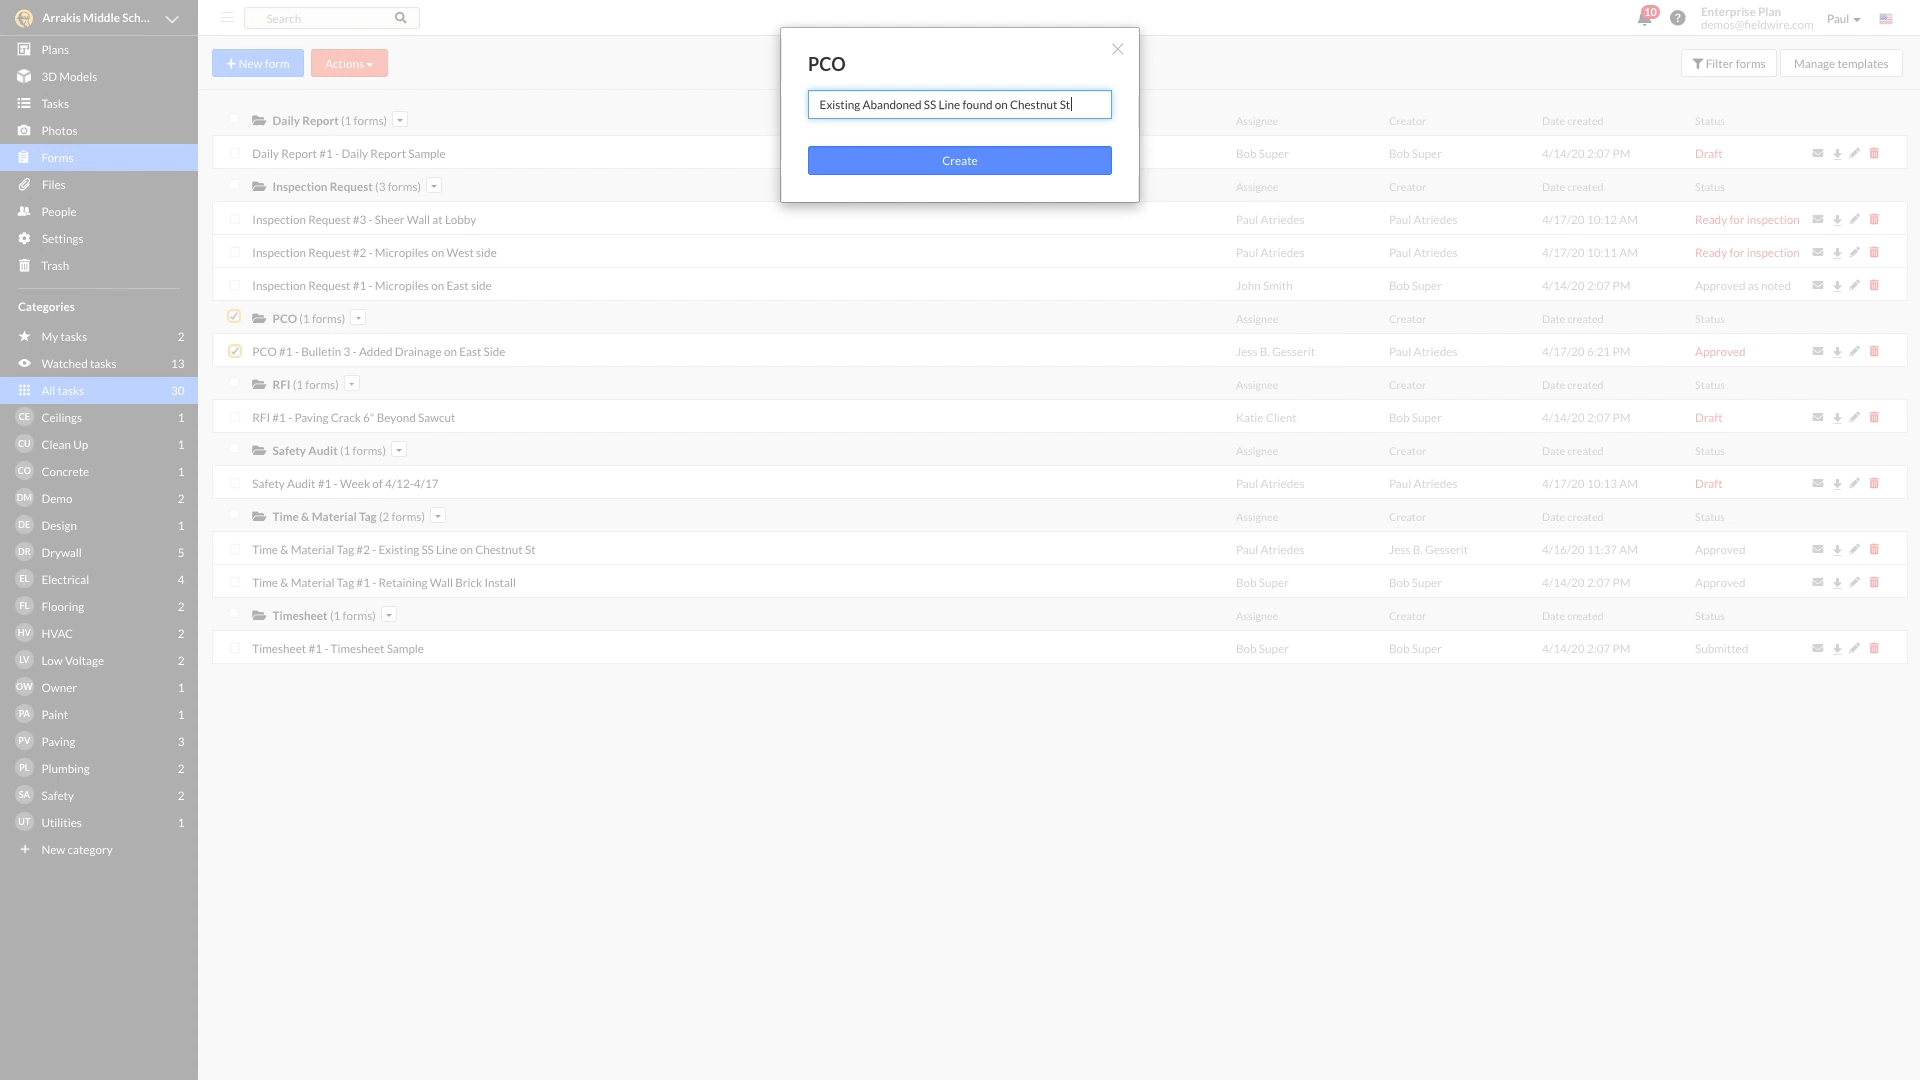 Arrakis Middle Sch...
Search
10
?
Enterprise Plan
demos@fieldwire.com
Paul
PCO
Existing Abandoned SS Line found on Chestnut St
Create
Plans
3D Models
Tasks
Photos
Forms
Files
People
Settings
Trash
Categories
My tasks 2
Watched tasks 13
All tasks 30
CE Ceilings 1
CU Clean Up 1
CO Concrete 1
DM Demo 2
DE Design 1
DR Drywall 5
EL Electrical 4
FL Flooring 2
HV HVAC 2
LV Low Voltage 2
OW Owner 1
PA Paint 1
PV Paving 3
PL Plumbing 2
SA Safety 2
UT Utilities 1
+ New category
+ New form Actions Filter forms Manage templates
Daily Report (1 forms) Assignee Creator Date created Status
Daily Report #1 - Daily Report Sample Bob Super Bob Super 4/14/20 2:07 PM Draft
Inspection Request (3 forms) Assignee Creator Date created Status
Inspection Request #3 - Sheer Wall at Lobby Paul Atriedes Paul Atriedes 4/17/20 10:12 AM Ready for inspection
Inspection Request #2 - Micropiles on West side Paul Atriedes Paul Atriedes 4/17/20 10:11 AM Ready for inspection
Inspection Request #1 - Micropiles on East side John Smith Bob Super 4/14/20 2:07 PM Approved as noted
PCO (1 forms) Assignee Creator Date created Status
PCO #1 - Bulletin 3 - Added Drainage on East Side Jess B. Gesserit Paul Atriedes 4/17/20 6:21 PM Approved
RFI (1 forms) Assignee Creator Date created Status
RFI #1 - Paving Crack 6" Beyond Sawcut Katie Client Bob Super 4/14/20 2:07 PM Draft
Safety Audit (1 forms) Assignee Creator Date created Status
Safety Audit #1 - Week of 4/12-4/17 Paul Atriedes Paul Atriedes 4/17/20 10:13 AM Draft
Time & Material Tag (2 forms) Assignee Creator Date created Status
Time & Material Tag #2 - Existing SS Line on Chestnut St Paul Atriedes Jess B. Gesserit 4/16/20 11:37 AM Approved
Time & Material Tag #1 - Retaining Wall Brick Install Bob Super Bob Super 4/14/20 2:07 PM Approved
Timesheet (1 forms) Assignee Creator Date created Status
Timesheet #1 - Timesheet Sample Bob Super Bob Super 4/14/20 2:07 PM Submitted